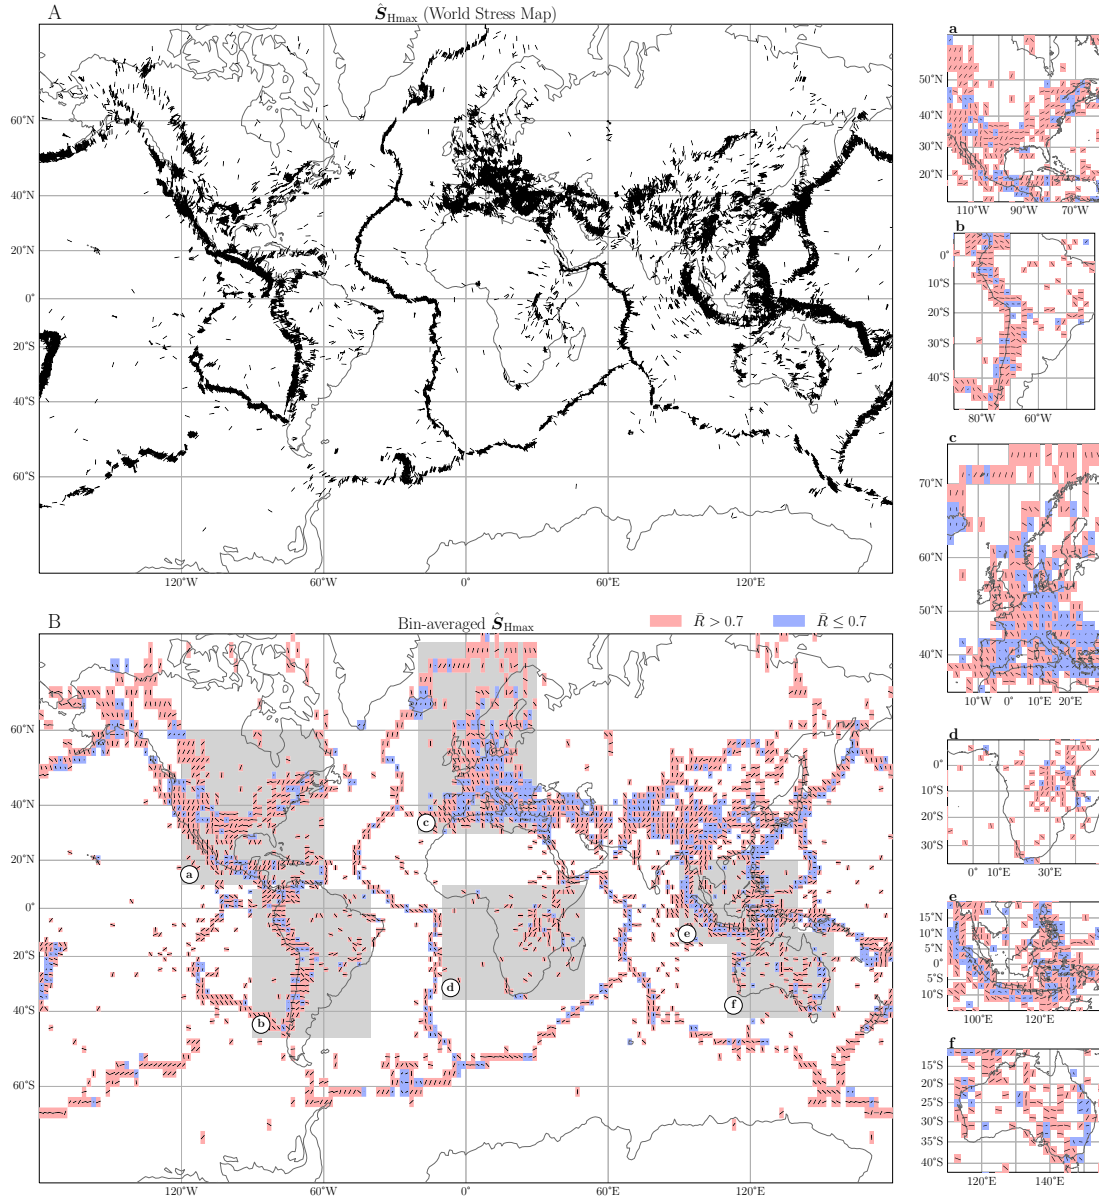 A
Ŝ_Hmax (World Stress Map)
60°N
40°N
20°N
0°
20°S
40°S
60°S
120°W 60°W 0° 60°E 120°E
B
Bin-averaged Ŝ_Hmax
R̄ > 0.7
R̄ ≤ 0.7
60°N
40°N
20°N
0°
20°S
40°S
60°S
a
b
c
d
e
f
120°W 60°W 0° 60°E 120°E
a
50°N
40°N
30°N
20°N
110°W 90°W 70°W
b
0°
10°S
20°S
30°S
40°S
80°W 60°W
c
70°N
60°N
50°N
40°N
10°W 0° 10°E 20°E
d
0°
10°S
20°S
30°S
0° 10°E 30°E
e
15°N
10°N
5°N
0°
5°S
10°S
100°E 120°E
f
15°S
20°S
25°S
30°S
35°S
40°S
120°E 140°E